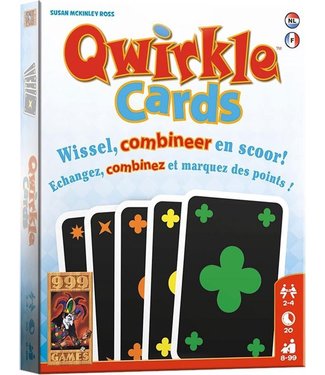 SUSAN MCKINLEY ROSS
NL
F
Qwirkle™
Cards
Wissel, combineer en scoor!
Echangez, combinez et marquez des points !
Qwirkle
Cards
999
GAMES
2-4
20
8-99